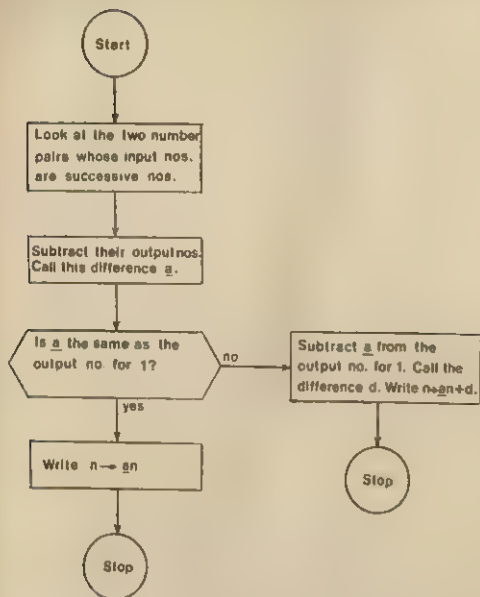 Start
Look at the two number
pairs whose input nos.
are successive nos.
Subtract their output nos.
Call this difference a.
Is a the same as the
output no. for 1?
no
Subtract a from the
output no. for 1. Call the
difference d. Write n→an+d.
yes
Write n→ an
Stop
Stop